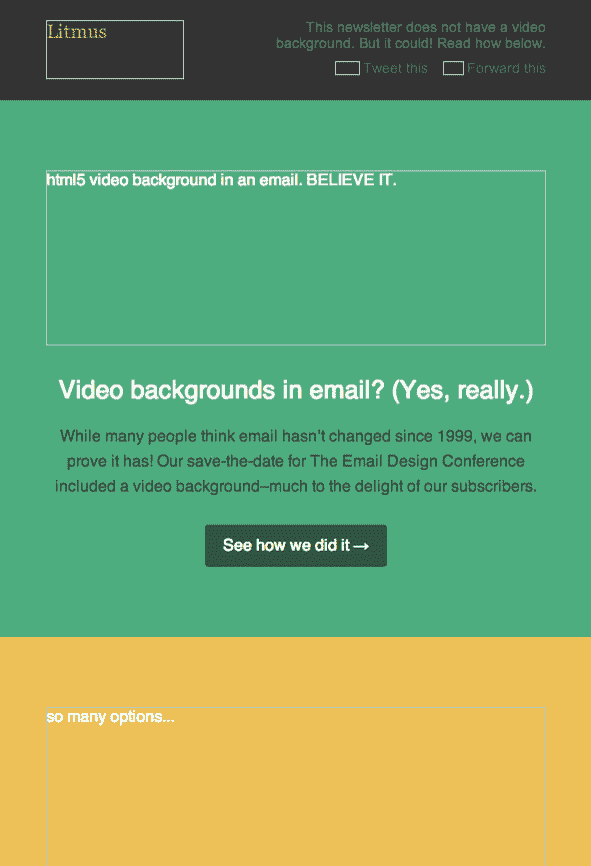 Litmus
This newsletter does not have a video
background. But it could! Read how below.
Tweet this
Forward this
html5 video background in an email. BELIEVE IT.
Video backgrounds in email? (Yes, really.)
While many people think email hasn't changed since 1999, we can
prove it has! Our save-the-date for The Email Design Conference
included a video background–much to the delight of our subscribers.
See how we did it →
so many options...